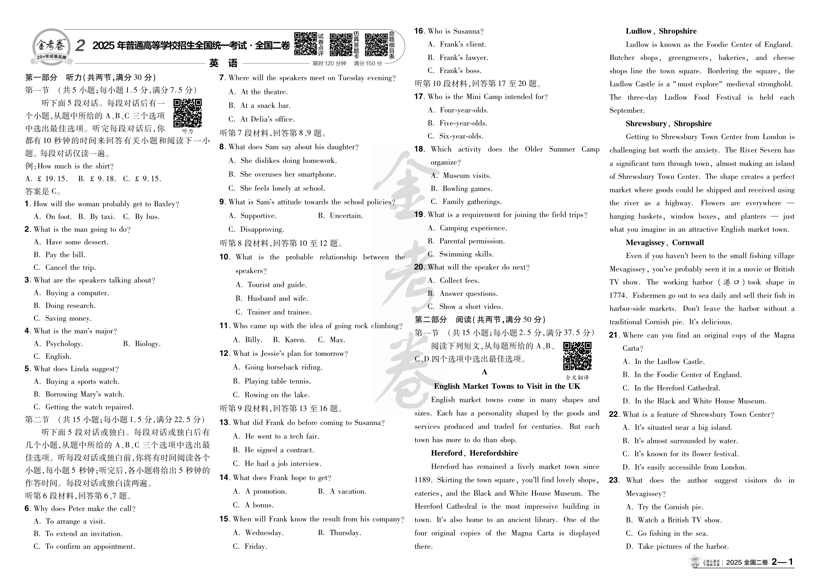 金考卷
20+年试卷品质
2 2025年普通高等学校招生全国统一考试·全国二卷
英 语
限时120分钟 满分150分
第一部分 听力(共两节,满分30分)
第一节 (共5小题;每小题1.5分,满分7.5分)
听下面5段对话。每段对话后有一
个小题,从题中所给的A、B、C三个选项
中选出最佳选项。听完每段对话后,你
听力
都有10秒钟的时间来回答有关小题和阅读下一小
题。每段对话仅读一遍。
例:How much is the shirt?
A. £19.15. B. £9.18. C. £9.15.
答案是C。
1. How will the woman probably get to Baxley?
A. On foot. B. By taxi. C. By bus.
2. What is the man going to do?
A. Have some dessert.
B. Pay the bill.
C. Cancel the trip.
3. What are the speakers talking about?
A. Buying a computer.
B. Doing research.
C. Saving money.
4. What is the man's major?
A. Psychology. B. Biology.
C. English.
5. What does Linda suggest?
A. Buying a sports watch.
B. Borrowing Mary's watch.
C. Getting the watch repaired.
第二节 (共15小题;每小题1.5分,满分22.5分)
听下面5段对话或独白。每段对话或独白后有
几个小题,从题中所给的A、B、C三个选项中选出最
佳选项。听每段对话或独白前,你将有时间阅读各个
小题,每小题5秒钟;听完后,各小题将给出5秒钟的
作答时间。每段对话或独白读两遍。
听第6段材料,回答第6、7题。
6. Why does Peter make the call?
A. To arrange a visit.
B. To extend an invitation.
C. To confirm an appointment.
7. Where will the speakers meet on Tuesday evening?
A. At the theatre.
B. At a snack bar.
C. At Delia's office.
听第7段材料,回答第8、9题。
8. What does Sam say about his daughter?
A. She dislikes doing homework.
B. She overuses her smartphone.
C. She feels lonely at school.
9. What is Sam's attitude towards the school policies?
A. Supportive. B. Uncertain.
C. Disapproving.
听第8段材料,回答第10至12题。
10. What is the probable relationship between the
speakers?
A. Tourist and guide.
B. Husband and wife.
C. Trainer and trainee.
11. Who came up with the idea of going rock climbing?
A. Billy. B. Karen. C. Max.
12. What is Jessie's plan for tomorrow?
A. Going horseback riding.
B. Playing table tennis.
C. Rowing on the lake.
听第9段材料,回答第13至16题。
13. What did Frank do before coming to Susanna?
A. He went to a tech fair.
B. He signed a contract.
C. He had a job interview.
14. What does Frank hope to get?
A. A promotion. B. A vacation.
C. A bonus.
15. When will Frank know the result from his company?
A. Wednesday. B. Thursday.
C. Friday.
16. Who is Susanna?
A. Frank's client.
B. Frank's lawyer.
C. Frank's boss.
听第10段材料,回答第17至20题。
17. Who is the Mini Camp intended for?
A. Four-year-olds.
B. Five-year-olds.
C. Six-year-olds.
18. Which activity does the Older Summer Camp
organize?
A. Museum visits.
B. Bowling games.
C. Family gatherings.
19. What is a requirement for joining the field trips?
A. Camping experience.
B. Parental permission.
C. Swimming skills.
20. What will the speaker do next?
A. Collect fees.
B. Answer questions.
C. Show a short video.
第二部分 阅读(共两节,满分50分)
第一节 (共15小题;每小题2.5分,满分37.5分)
阅读下列短文,从每题所给的A、B、
C、D四个选项中选出最佳选项。
全文翻译
A
English Market Towns to Visit in the UK
English market towns come in many shapes and
sizes. Each has a personality shaped by the goods and
services produced and traded for centuries. But each
town has more to do than shop.
Hereford, Herefordshire
Hereford has remained a lively market town since
1189. Skirting the town square, you'll find lovely shops,
eateries, and the Black and White House Museum. The
Hereford Cathedral is the most impressive building in
town. It's also home to an ancient library. One of the
four original copies of the Magna Carta is displayed
there.
Ludlow, Shropshire
Ludlow is known as the Foodie Center of England.
Butcher shops, greengrocers, bakeries, and cheese
shops line the town square. Bordering the square, the
Ludlow Castle is a "must explore" medieval stronghold.
The three-day Ludlow Food Festival is held each
September.
Shrewsbury, Shropshire
Getting to Shrewsbury Town Center from London is
challenging but worth the anxiety. The River Severn has
a significant turn through town, almost making an island
of Shrewsbury Town Center. The shape creates a perfect
market where goods could be shipped and received using
the river as a highway. Flowers are everywhere —
hanging baskets, window boxes, and planters — just
what you imagine in an attractive English market town.
Mevagissey, Cornwall
Even if you haven't been to the small fishing village
Mevagissey, you've probably seen it in a movie or British
TV show. The working harbor (港口) took shape in
1774. Fishermen go out to sea daily and sell their fish in
harbor-side markets. Don't leave the harbor without a
traditional Cornish pie. It's delicious.
21. Where can you find an original copy of the Magna
Carta?
A. In the Ludlow Castle.
B. In the Foodie Center of England.
C. In the Hereford Cathedral.
D. In the Black and White House Museum.
22. What is a feature of Shrewsbury Town Center?
A. It's situated near a big island.
B. It's almost surrounded by water.
C. It's known for its flower festival.
D. It's easily accessible from London.
23. What does the author suggest visitors do in
Mevagissey?
A. Try the Cornish pie.
B. Watch a British TV show.
C. Go fishing in the sea.
D. Take pictures of the harbor.
2025 全国二卷 2—1
金考卷